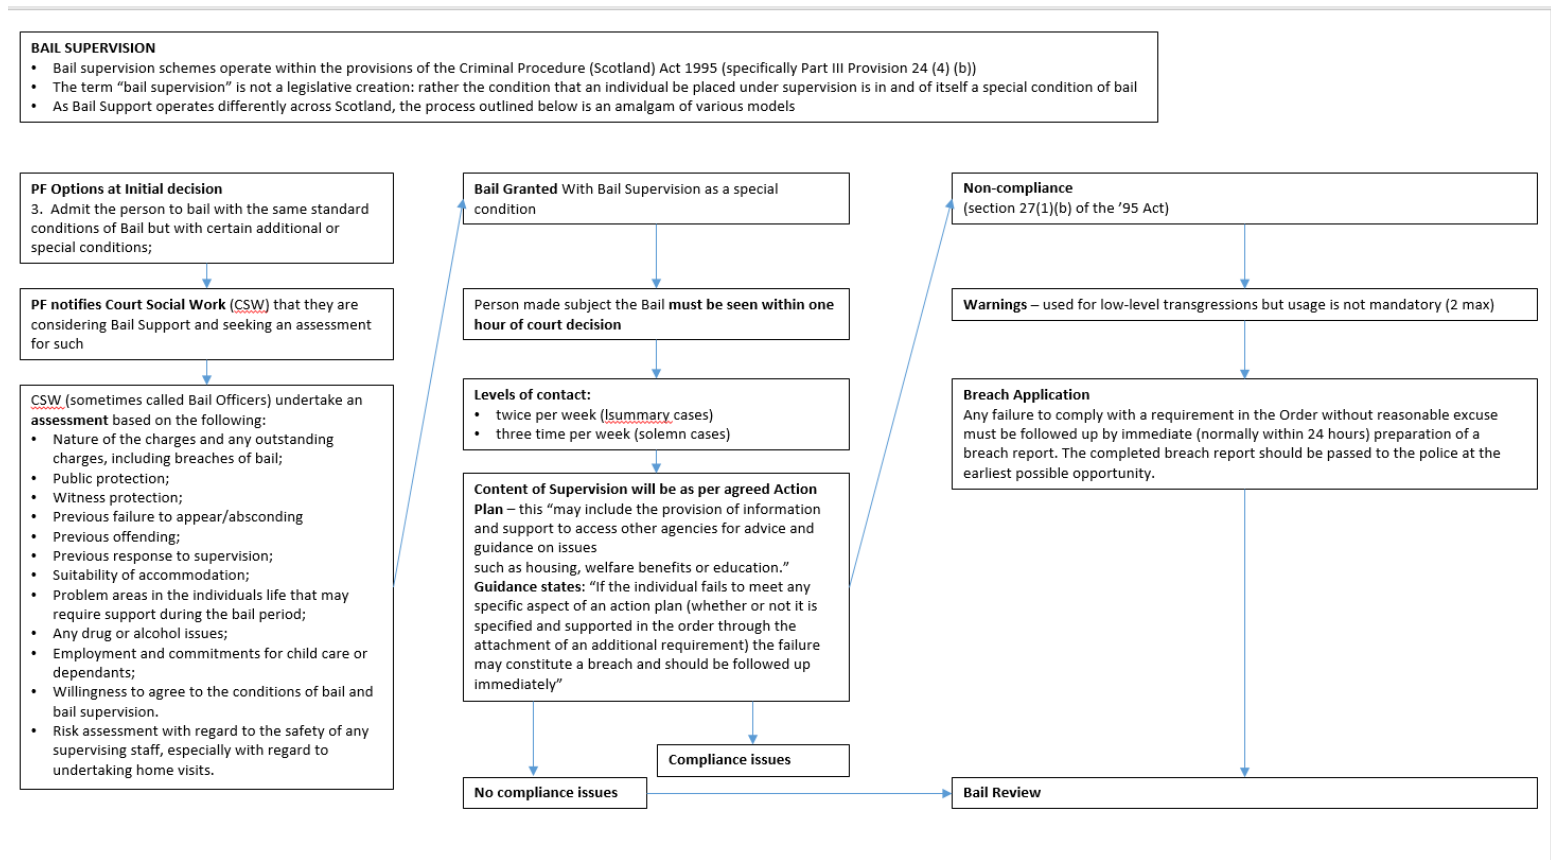 BAIL SUPERVISION
• Bail supervision schemes operate within the provisions of the Criminal Procedure (Scotland) Act 1995 (specifically Part III Provision 24 (4) (b))
• The term “bail supervision” is not a legislative creation: rather the condition that an individual be placed under supervision is in and of itself a special condition of bail
• As Bail Support operates differently across Scotland, the process outlined below is an amalgam of various models
PF Options at Initial decision
3. Admit the person to bail with the same standard
conditions of Bail but with certain additional or
special conditions;
PF notifies Court Social Work (CSW) that they are
considering Bail Support and seeking an assessment
for such
CSW (sometimes called Bail Officers) undertake an
assessment based on the following:
• Nature of the charges and any outstanding
charges, including breaches of bail;
• Public protection;
• Witness protection;
• Previous failure to appear/absconding
• Previous offending;
• Previous response to supervision;
• Suitability of accommodation;
• Problem areas in the individuals life that may
require support during the bail period;
• Any drug or alcohol issues;
• Employment and commitments for child care or
dependants;
• Willingness to agree to the conditions of bail and
bail supervision.
• Risk assessment with regard to the safety of any
supervising staff, especially with regard to
undertaking home visits.
Bail Granted With Bail Supervision as a special
condition
Person made subject the Bail must be seen within one
hour of court decision
Levels of contact:
• twice per week (lsummary cases)
• three time per week (solemn cases)
Content of Supervision will be as per agreed Action
Plan – this “may include the provision of information
and support to access other agencies for advice and
guidance on issues
such as housing, welfare benefits or education.”
Guidance states: “If the individual fails to meet any
specific aspect of an action plan (whether or not it is
specified and supported in the order through the
attachment of an additional requirement) the failure
may constitute a breach and should be followed up
immediately”
Compliance issues
No compliance issues
Non-compliance
(section 27(1)(b) of the ’95 Act)
Warnings – used for low-level transgressions but usage is not mandatory (2 max)
Breach Application
Any failure to comply with a requirement in the Order without reasonable excuse
must be followed up by immediate (normally within 24 hours) preparation of a
breach report. The completed breach report should be passed to the police at the
earliest possible opportunity.
Bail Review